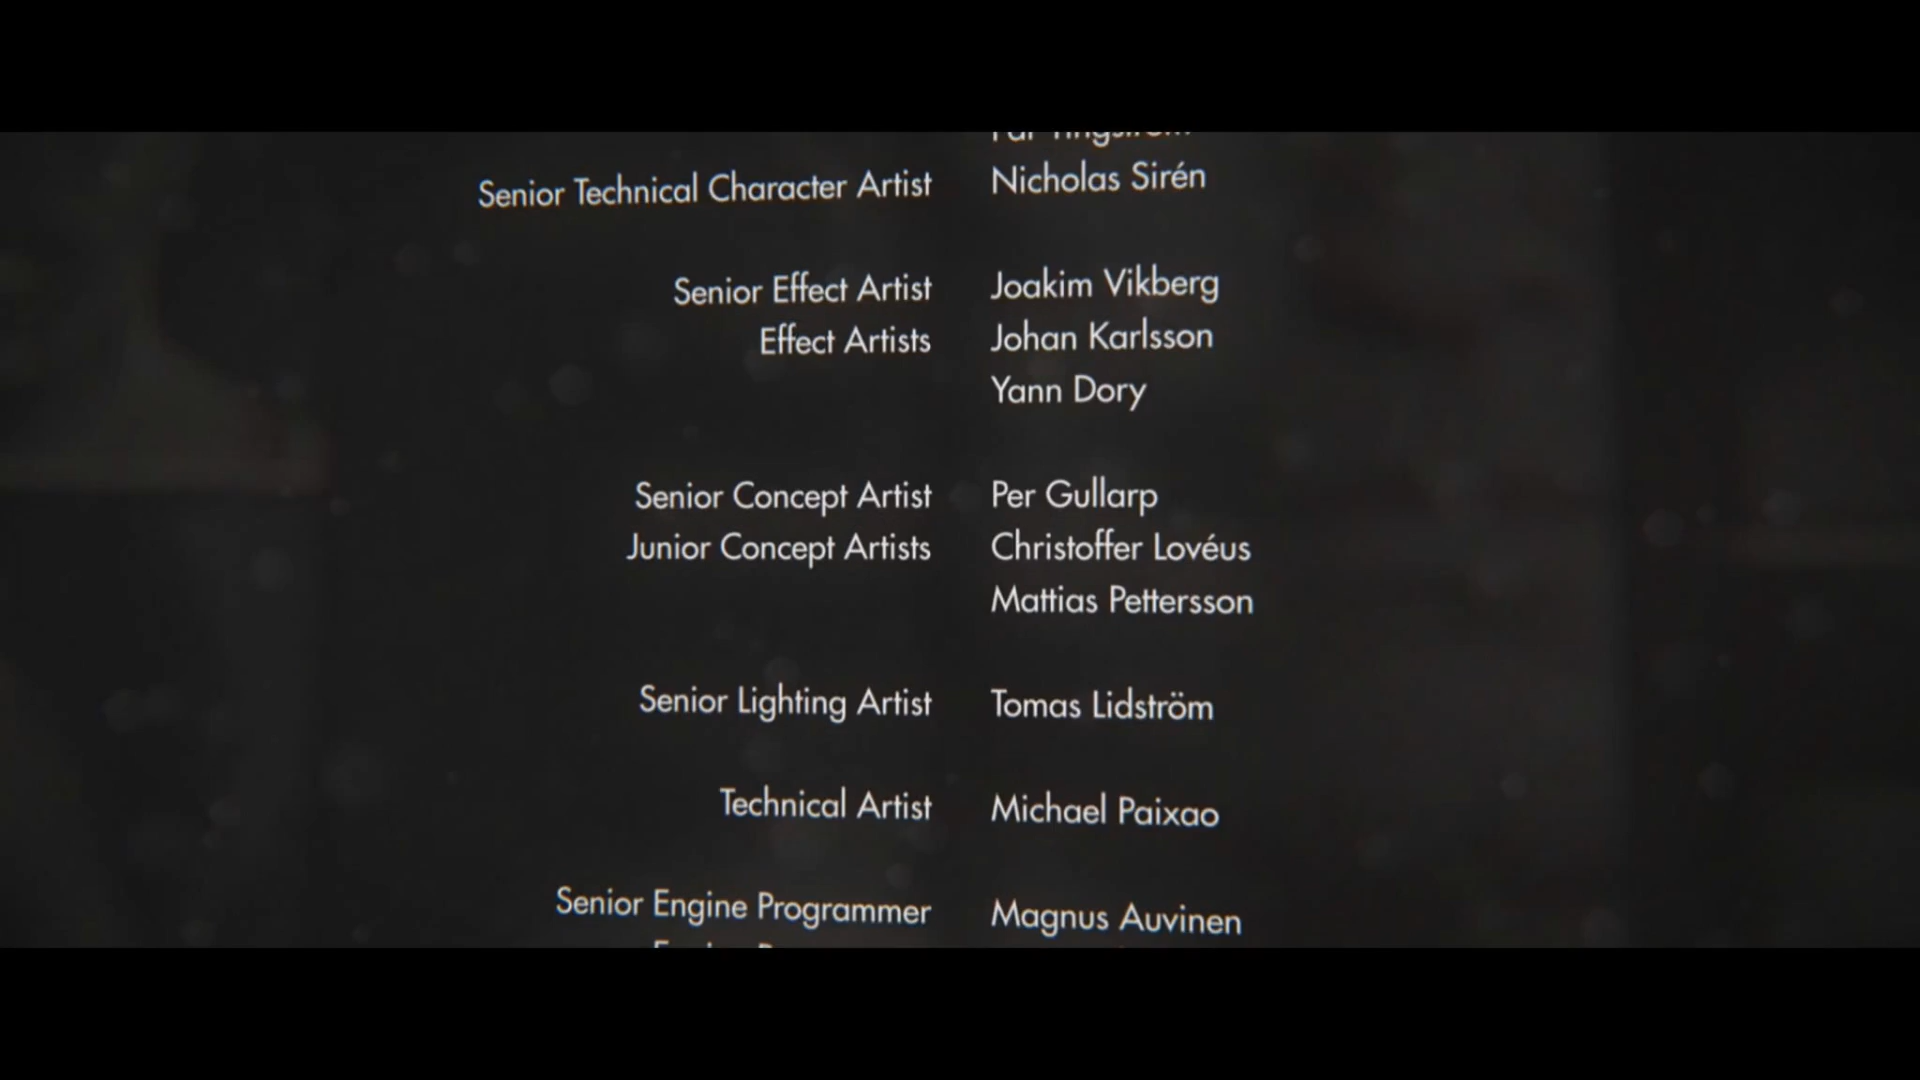 Senior Technical Character Artist Nicholas Sirén
Senior Effect Artist Joakim Vikberg
Effect Artists Johan Karlsson
Yann Dory
Senior Concept Artist Per Gullarp
Junior Concept Artists Christoffer Lovéus
Mattias Pettersson
Senior Lighting Artist Tomas Lidström
Technical Artist Michael Paixao
Senior Engine Programmer Magnus Auvinen